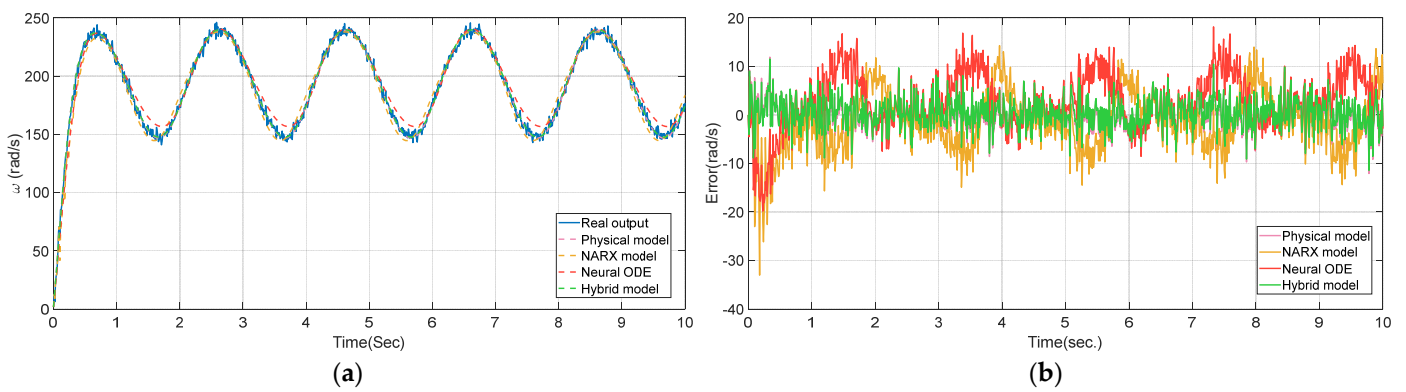 250
200
150
100
50
0
ω (rad/s)
0 1 2 3 4 5 6 7 8 9 10
Time(Sec)
Real output
Physical model
NARX model
Neural ODE
Hybrid model
(a)
20
10
0
-10
-20
-30
-40
Error(rad/s)
0 1 2 3 4 5 6 7 8 9 10
Time(sec.)
Physical model
NARX model
Neural ODE
Hybrid model
(b)